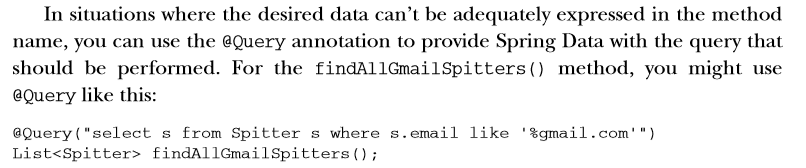 In situations where the desired data can't be adequately expressed in the method
name, you can use the @Query annotation to provide Spring Data with the query that
should be performed. For the findAllGmailSpitters() method, you might use
@Query like this:
@Query("select s from Spitter s where s.email like '%gmail.com'")
List<Spitter> findAllGmailSpitters();